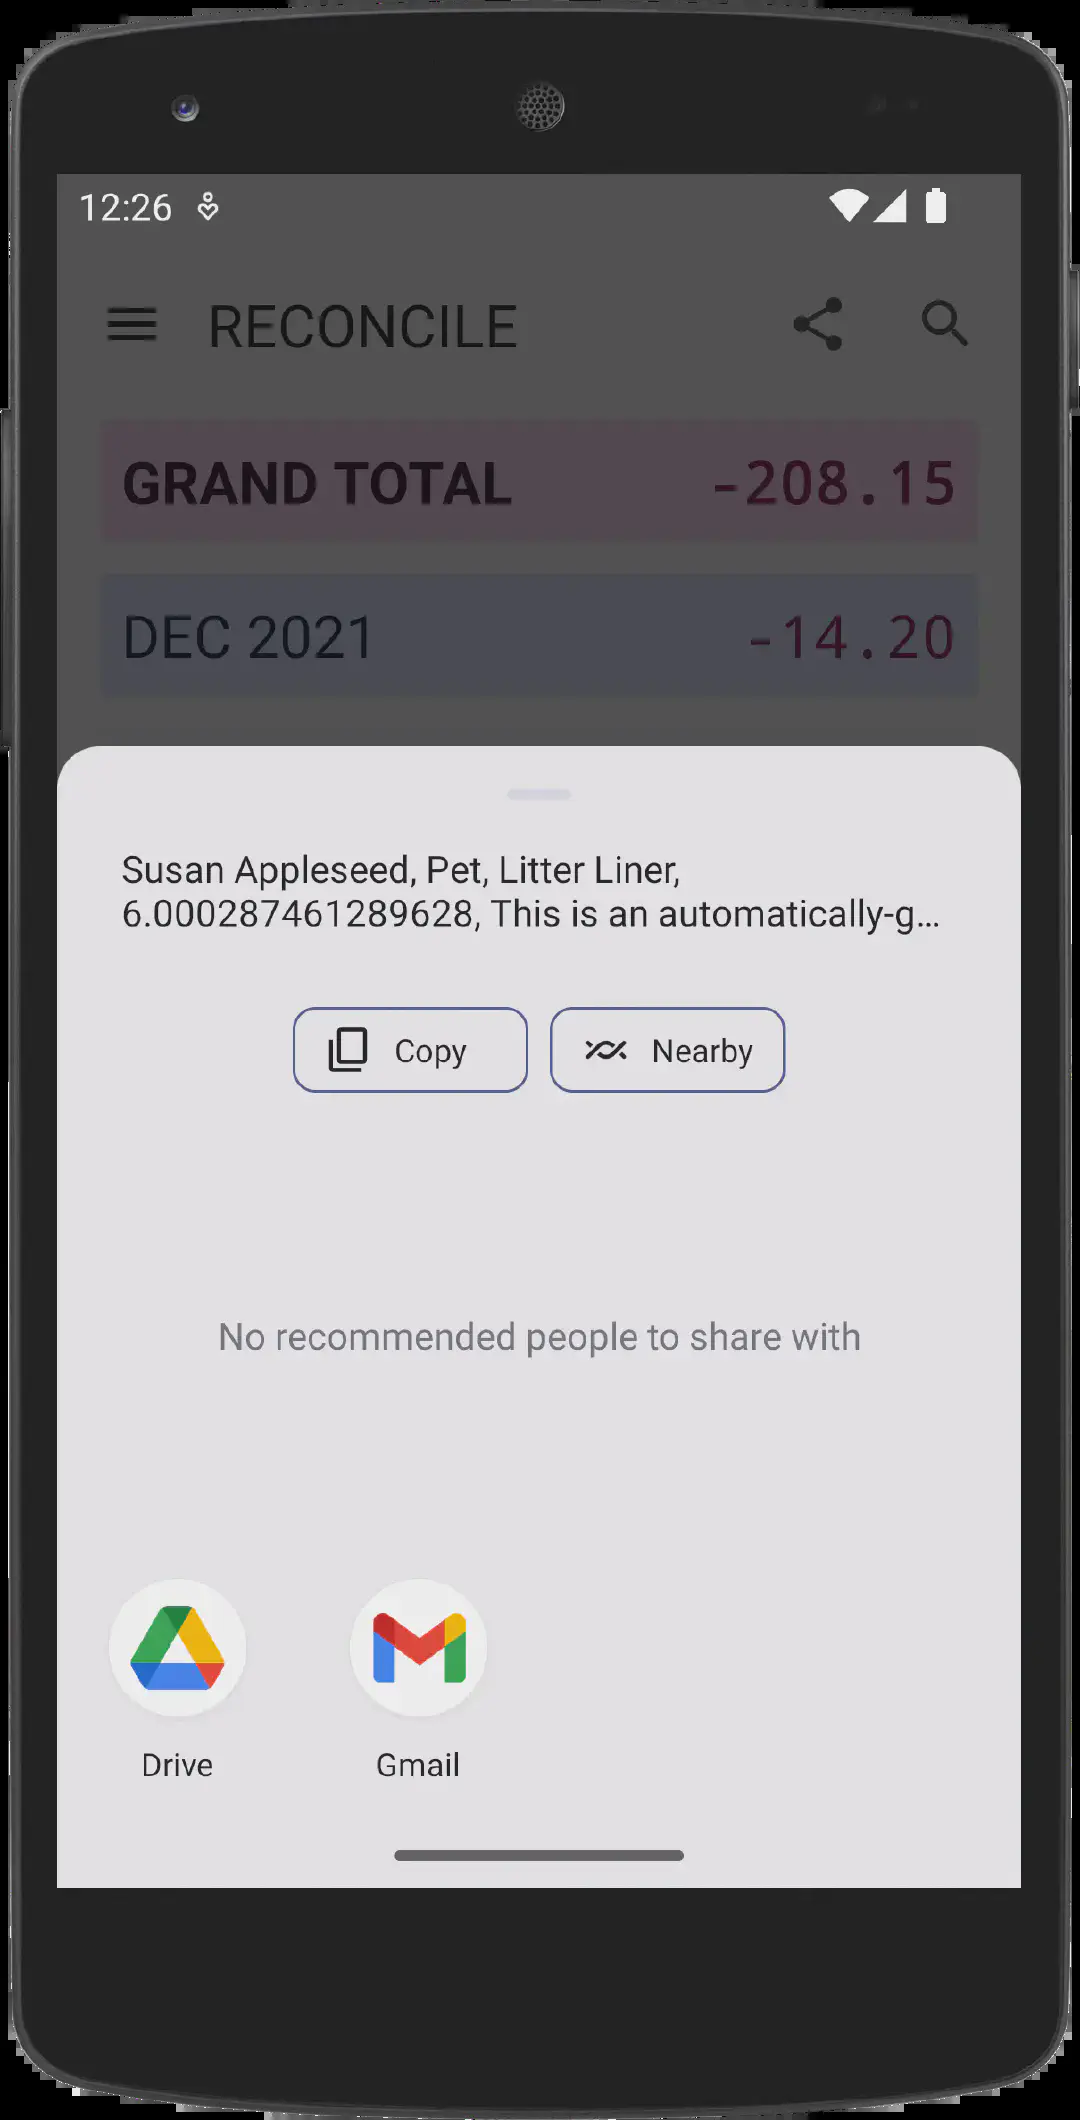 12:26
RECONCILE
GRAND TOTAL -208.15
DEC 2021 -14.20
Susan Appleseed, Pet, Litter Liner,
6.000287461289628, This is an automatically-g...
Copy Nearby
No recommended people to share with
Drive Gmail